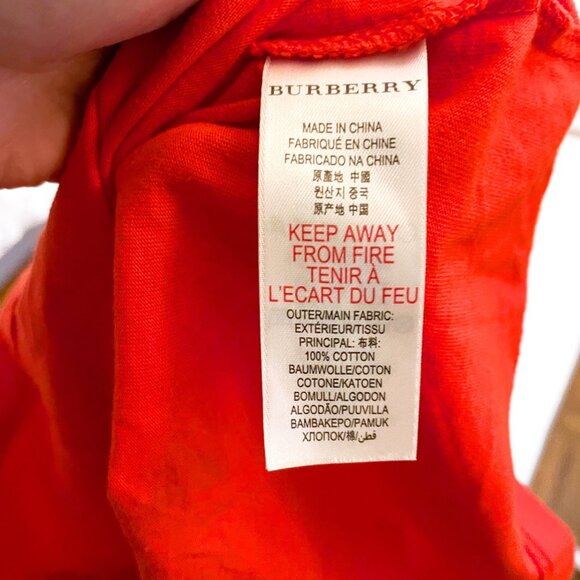 BURBERRY
MADE IN CHINA
FABRIQUÉ EN CHINE
FABRICADO NA CHINA
原產地 中國
원산지 중국
原产地 中国
KEEP AWAY
FROM FIRE
TENIR À
L'ECART DU FEU
OUTER/MAIN FABRIC:
EXTÉRIEUR/TISSU
PRINCIPAL: 布料:
100% COTTON
BAUMWOLLE/COTON
COTONE/KATOEN
BOMULL/ALGODON
ALGODÃO/PUUVILLA
BAMBAKEPO/PAMUK
ХЛОПОК/棉/قطن